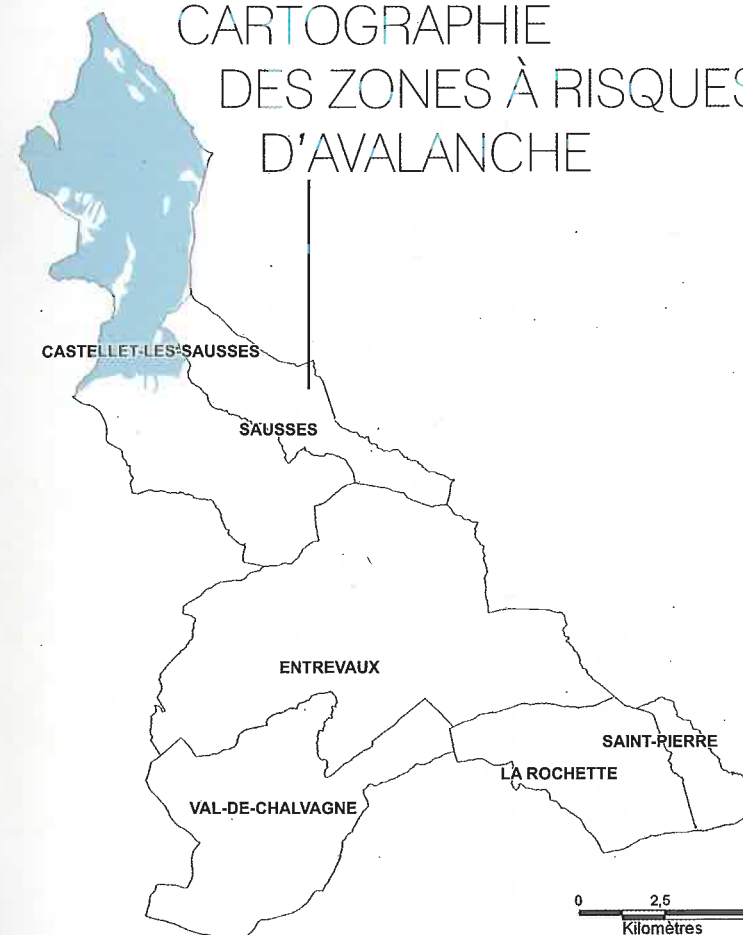 CARTOGRAPHIE
DES ZONES À RISQUES
D'AVALANCHE
CASTELLET-LES-SAUSSES
SAUSSES
ENTREVAUX
SAINT-PIERRE
LA ROCHETTE
VAL-DE-CHALVAGNE
0 2,5
Kilomètres